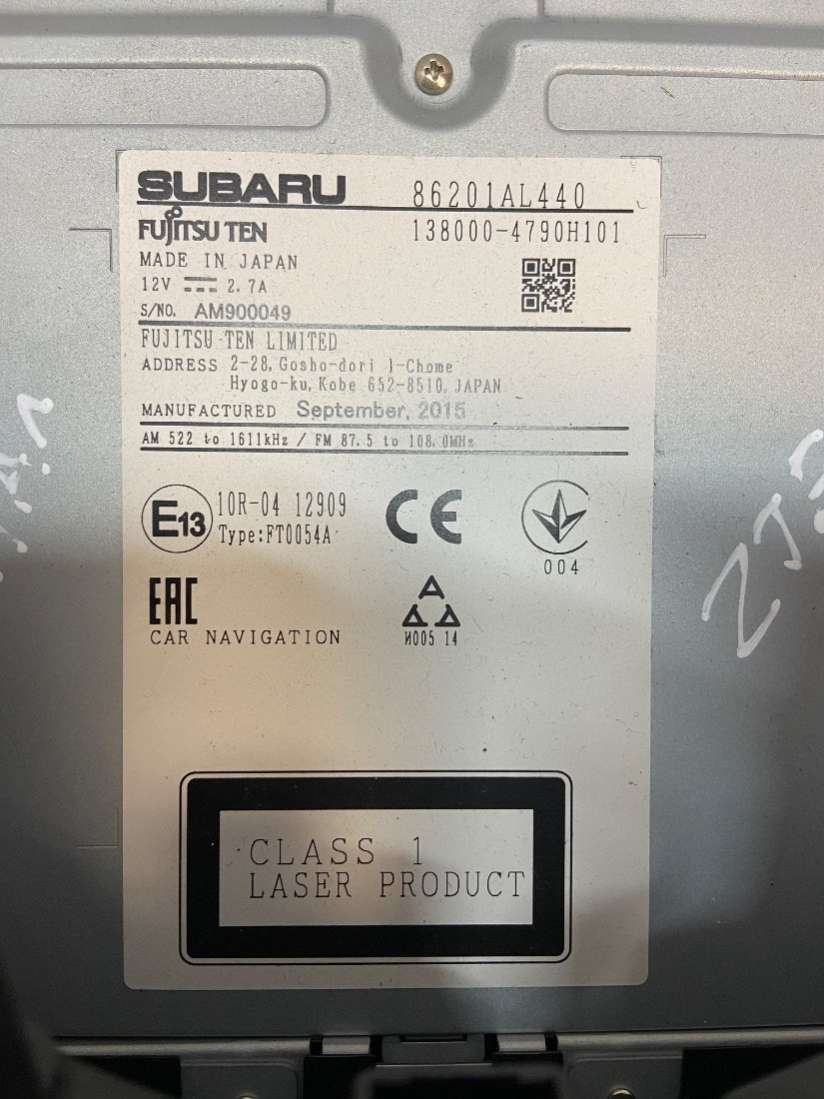 SUBARU 86201AL440
FUJITSU TEN 138000-4790H101
MADE IN JAPAN
12V 2.7A
S/NO. AM900049
FUJITSU TEN LIMITED
ADDRESS 2-28, Gosho-dori 1-Chome
Hyogo-ku, Kobe 652-8510, JAPAN
MANUFACTURED September, 2015
AM 522 to 1611kHz / FM 87.5 to 108.0MHz
E13 10R-04 12909
Type:FT0054A
CE
004
EAC
CAR NAVIGATION
И005 14
CLASS 1
LASER PRODUCT